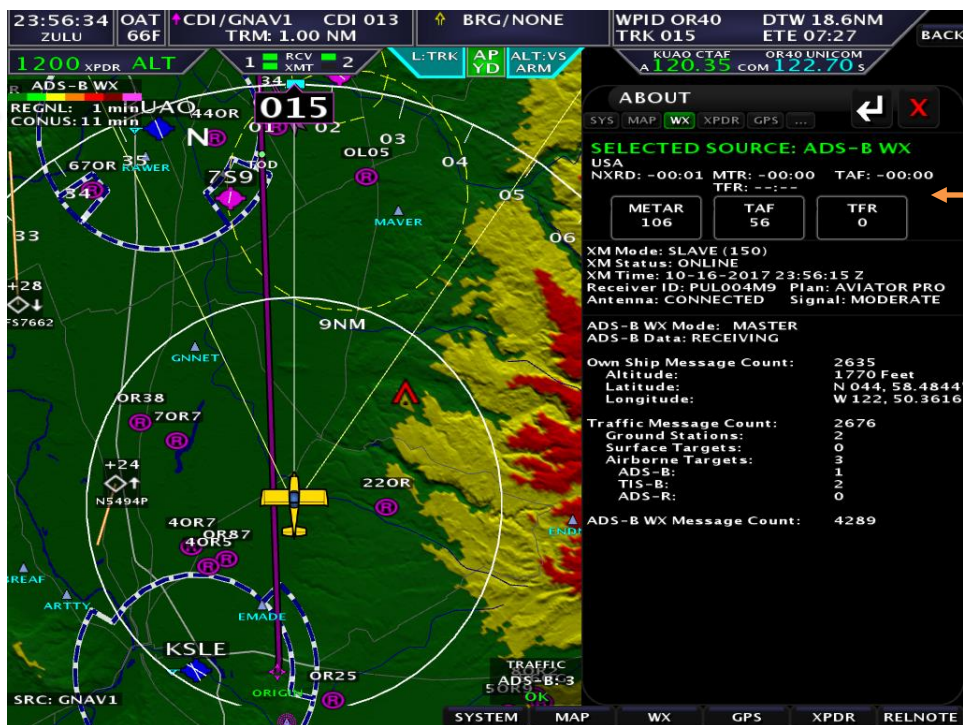 23:56:34
ZULU
OAT
66F
CDI/GNAV1 CDI 013
TRM: 1.00 NM
BRG/NONE
WPID OR40 DTW 18.6NM
TRK 015 ETE 07:27
BACK
1200 XPDR ALT
1 RCV XMT 2
L:TRK
AP
YD
ALT:VS
ARM
KUAO CTAF OR40 UNICOM
A 120.35 COM 122.70 S
ADS-B WX
REGNL: 1 min
CONUS: 11 min
UAO
44OR
34
015
N
01
02
03
04
05
06
35
33
TOD
OL05
67OR
RAWER
7S9
34
MAVER
+28
FS7662
9NM
GNNET
OR38
7OR7
+24
N5494P
22OR
4OR7
OR87
4OR5
ENDN
BREAF
ARTTY
EMADE
KSLE
ORIGIN
OR25
TRAFFIC
ADS-B: 3
5OR9
OK
SRC: GNAV1
ABOUT
X
SYS MAP WX XPDR GPS ...
SELECTED SOURCE: ADS-B WX
USA
NXRD: -00:01 MTR: -00:00 TAF: -00:00
TFR: --:--
METAR
106
TAF
56
TFR
0
XM Mode: SLAVE (150)
XM Status: ONLINE
XM Time: 10-16-2017 23:56:15 Z
Receiver ID: PUL004M9 Plan: AVIATOR PRO
Antenna: CONNECTED Signal: MODERATE
ADS-B WX Mode: MASTER
ADS-B Data: RECEIVING
Own Ship Message Count: 2635
Altitude: 1770 Feet
Latitude: N 044, 58.4844'
Longitude: W 122, 50.3616
Traffic Message Count: 2676
Ground Stations: 2
Surface Targets: 0
Airborne Targets: 3
ADS-B: 1
TIS-B: 2
ADS-R: 0
ADS-B WX Message Count: 4289
SYSTEM MAP WX GPS XPDR RELNOTE